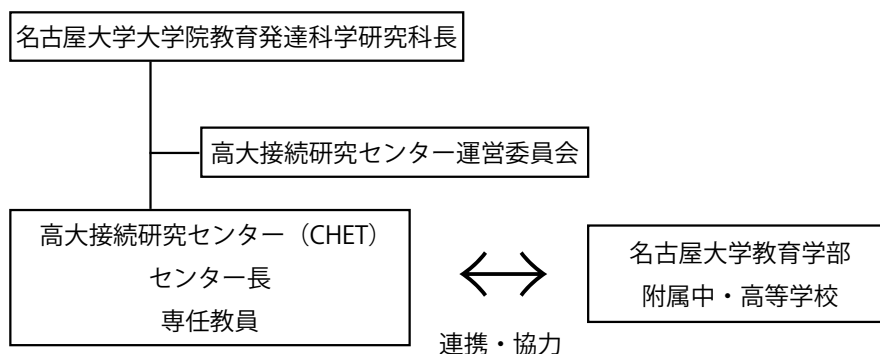 名古屋大学大学院教育発達科学研究科長
高大接続研究センター運営委員会
高大接続研究センター（CHET）
センター長
専任教員
連携・協力
名古屋大学教育学部
附属中・高等学校